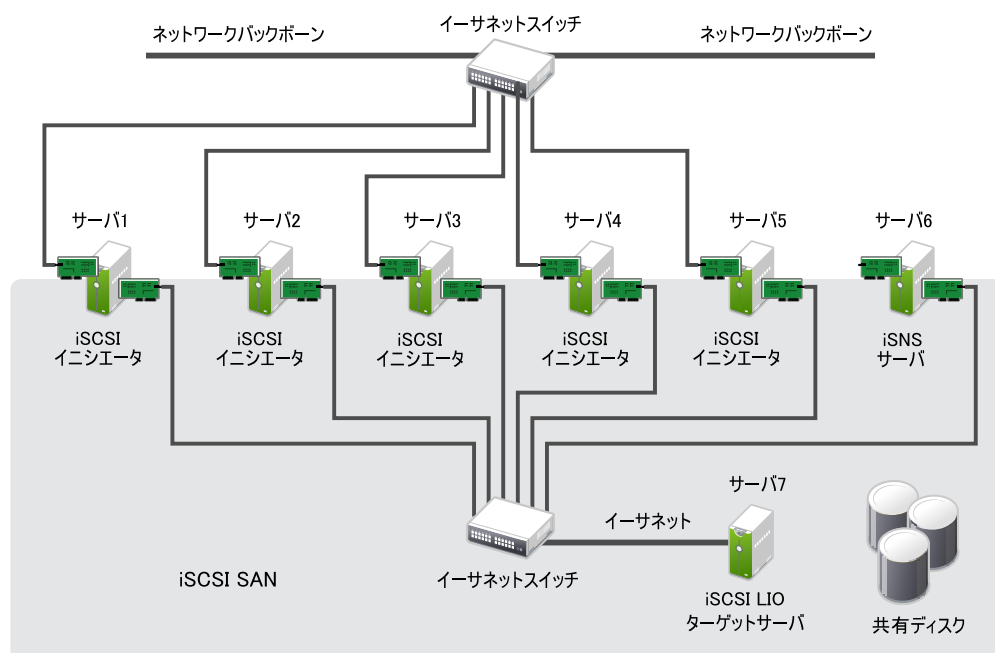 イーサネットスイッチ
ネットワークバックボーン
ネットワークバックボーン
サーバ1
サーバ2
サーバ3
サーバ4
サーバ5
サーバ6
iSCSI
イニシエータ
iSCSI
イニシエータ
iSCSI
イニシエータ
iSCSI
イニシエータ
iSCSI
イニシエータ
iSNS
サーバ
サーバ7
イーサネット
iSCSI SAN
イーサネットスイッチ
iSCSI LIO
ターゲットサーバ
共有ディスク